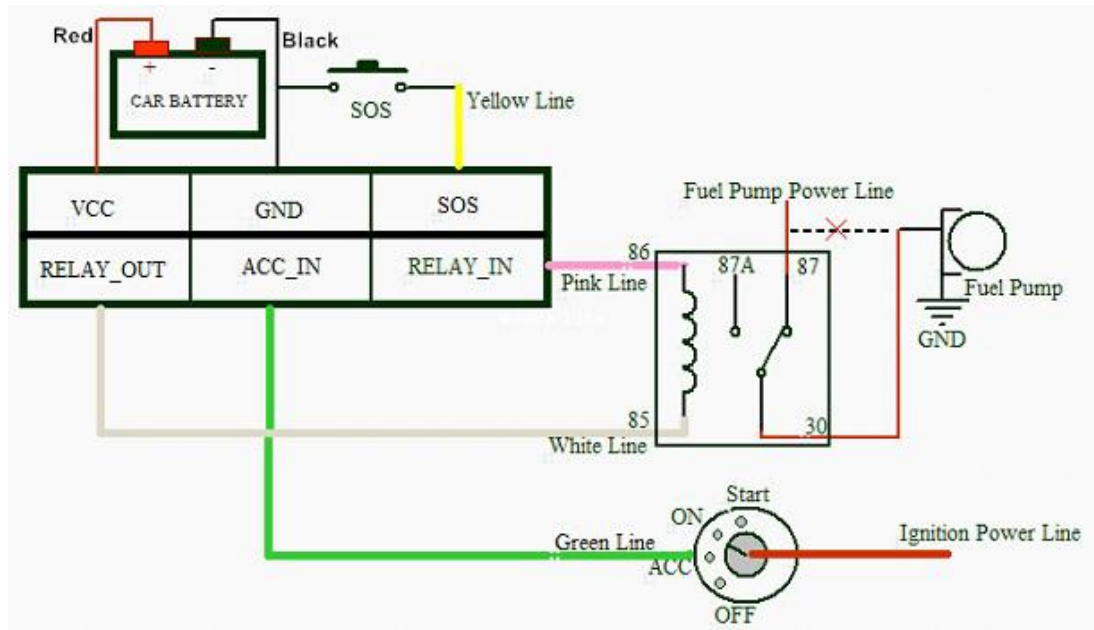 Red
Black
+
-
CAR BATTERY
SOS
Yellow Line
VCC
GND
SOS
Fuel Pump Power Line
RELAY_OUT
ACC_IN
RELAY_IN
86
87A
87
Pink Line
Fuel Pump
GND
85
30
White Line
Start
ON
Ignition Power Line
Green Line
ACC
OFF